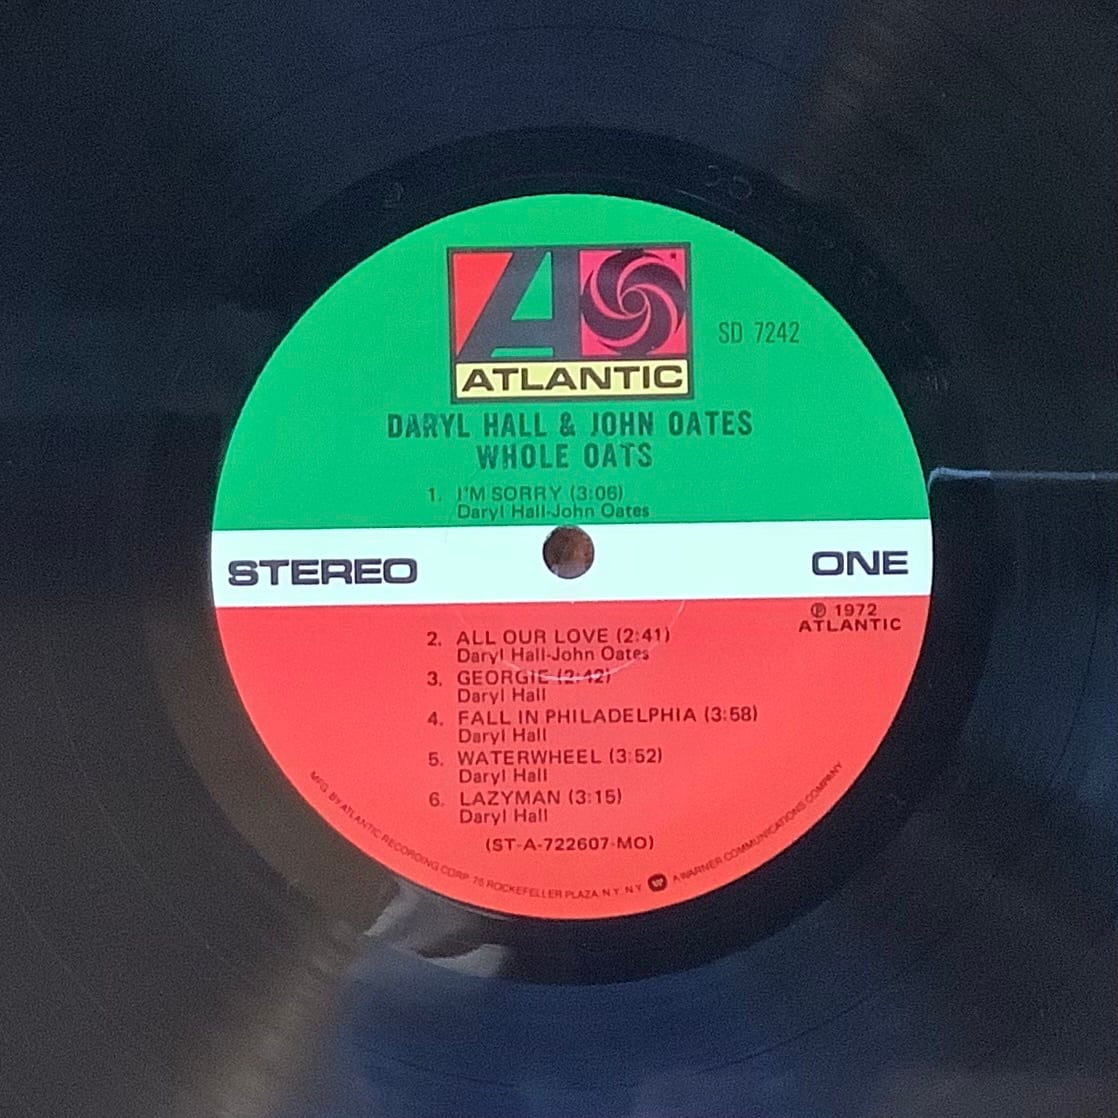 SD 7242
ATLANTIC
DARYL HALL & JOHN OATES
WHOLE OATS
1. I'M SORRY (3:06)
Daryl Hall-John Oates
STEREO
ONE
℗ 1972
ATLANTIC
2. ALL OUR LOVE (2:41)
Daryl Hall-John Oates
3. GEORGIE (2:42)
Daryl Hall
4. FALL IN PHILADELPHIA (3:58)
Daryl Hall
5. WATERWHEEL (3:52)
Daryl Hall
6. LAZYMAN (3:15)
Daryl Hall
(ST-A-722607-MO)
MFG. BY ATLANTIC RECORDING CORP. 75 ROCKEFELLER PLAZA N.Y. N.Y. W A WARNER COMMUNICATIONS COMPANY